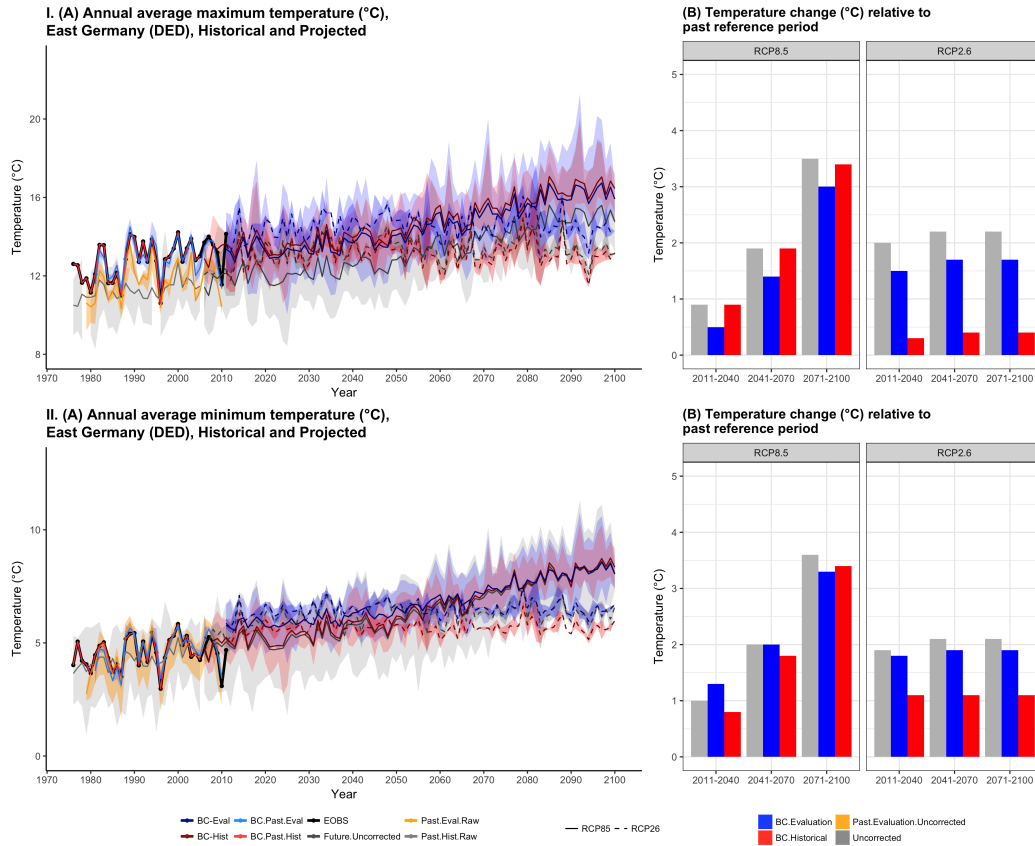 I. (A) Annual average maximum temperature (°C),
East Germany (DED), Historical and Projected
(B) Temperature change (°C) relative to
past reference period
RCP8.5
RCP2.6
Temperature (°C)
20
16
12
8
1970 1980 1990 2000 2010 2020 2030 2040 2050 2060 2070 2080 2090 2100
Year
Temperature (°C)
5
4
3
2
1
0
2011-2040 2041-2070 2071-2100
2011-2040 2041-2070 2071-2100
II. (A) Annual average minimum temperature (°C),
East Germany (DED), Historical and Projected
(B) Temperature change (°C) relative to
past reference period
RCP8.5
RCP2.6
Temperature (°C)
10
5
0
1970 1980 1990 2000 2010 2020 2030 2040 2050 2060 2070 2080 2090 2100
Year
Temperature (°C)
5
4
3
2
1
0
2011-2040 2041-2070 2071-2100
2011-2040 2041-2070 2071-2100
BC-Eval BC.Past.Eval EOBS Past.Eval.Raw
BC-Hist BC.Past.Hist Future.Uncorrected Past.Hist.Raw
RCP85 RCP26
BC.Evaluation Past.Evaluation.Uncorrected
BC.Historical Uncorrected